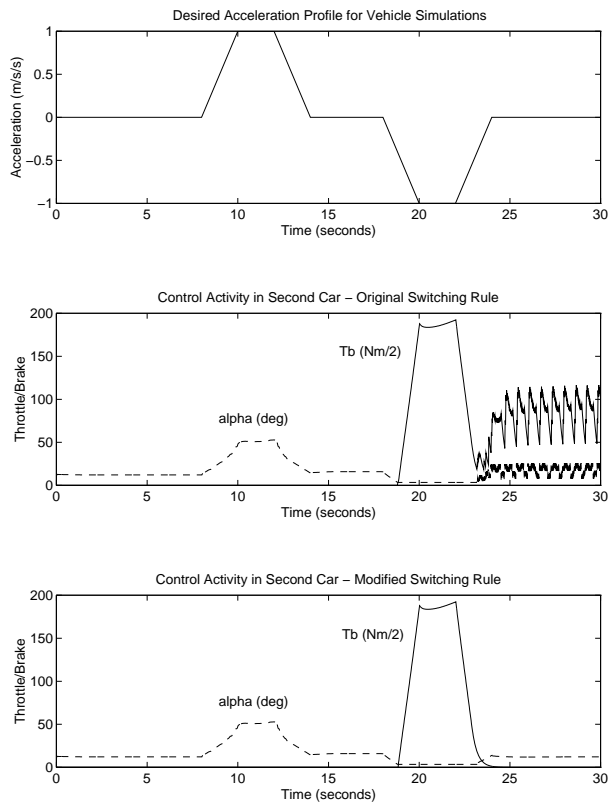 Desired Acceleration Profile for Vehicle Simulations
1
0.5
0
−0.5
−1
Acceleration (m/s/s)
0 5 10 15 20 25 30
Time (seconds)
Control Activity in Second Car − Original Switching Rule
200
150
100
50
0
Throttle/Brake
Tb (Nm/2)
alpha (deg)
0 5 10 15 20 25 30
Time (seconds)
Control Activity in Second Car − Modified Switching Rule
200
150
100
50
0
Throttle/Brake
Tb (Nm/2)
alpha (deg)
0 5 10 15 20 25 30
Time (seconds)